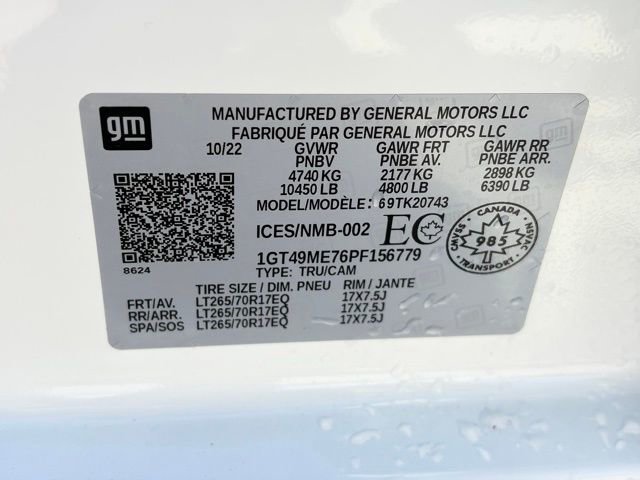 gm
MANUFACTURED BY GENERAL MOTORS LLC
FABRIQUÉ PAR GENERAL MOTORS LLC
10/22 GVWR GAWR FRT GAWR RR
PNBV PNBE AV. PNBE ARR.
4740 KG 2177 KG 2898 KG
10450 LB 4800 LB 6390 LB
MODEL/MODÈLE: 69TK20743
ICES/NMB-002 EC
CANADA
CMVSS 985 NSVAC
TRANSPORT
1GT49ME76PF156779
8624 TYPE: TRU/CAM
TIRE SIZE / DIM. PNEU RIM / JANTE
FRT/AV. LT265/70R17EQ 17X7.5J
RR/ARR. LT265/70R17EQ 17X7.5J
SPA/SOS LT265/70R17EQ 17X7.5J